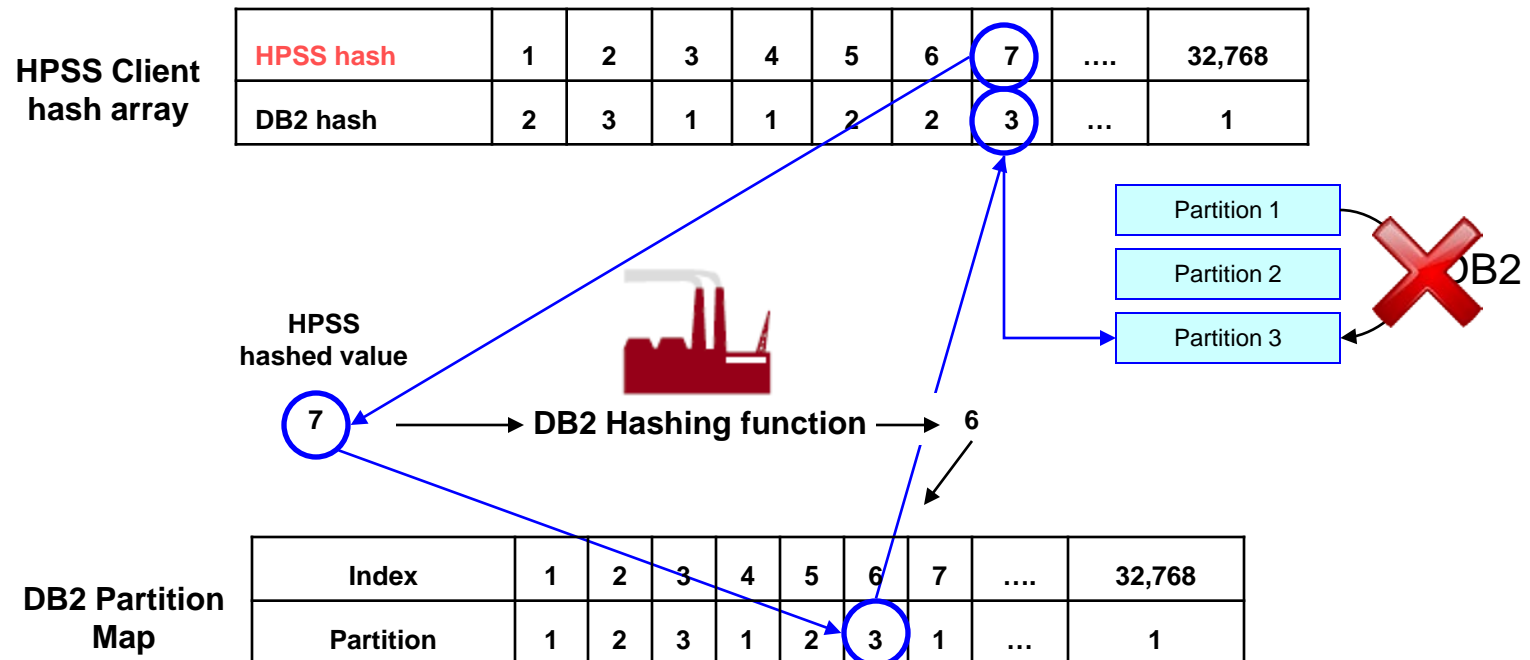 HPSS Client
hash array
HPSS hash 1 2 3 4 5 6 7 …. 32,768
DB2 hash 2 3 1 1 2 2 3 … 1
Partition 1
Partition 2
DB2
Partition 3
HPSS
hashed value
7
DB2 Hashing function
6
DB2 Partition
Map
Index 1 2 3 4 5 6 7 …. 32,768
Partition 1 2 3 1 2 3 1 … 1